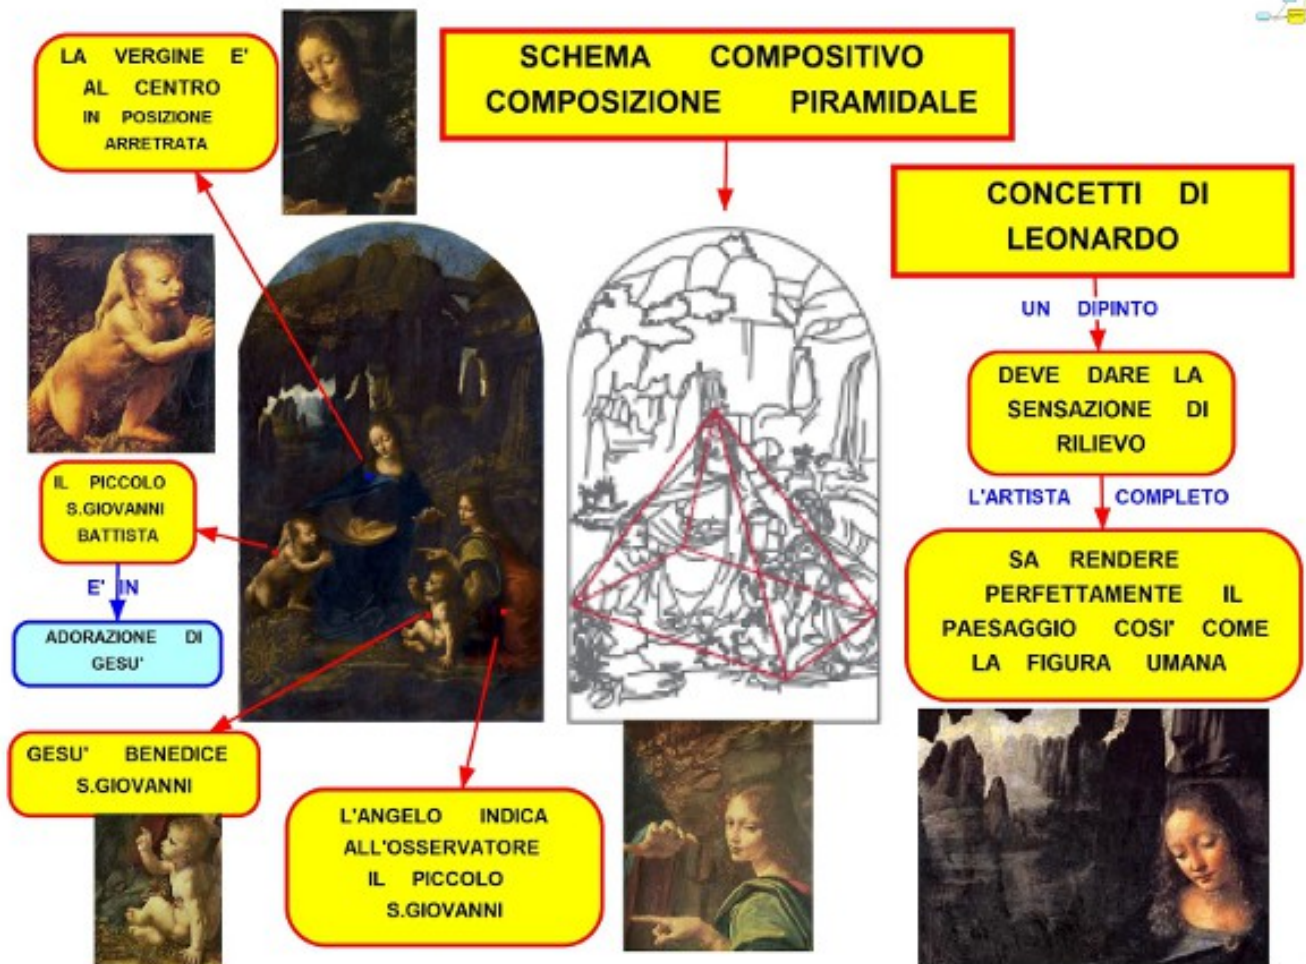 LA VERGINE E'
AL CENTRO
IN POSIZIONE
ARRETRATA
SCHEMA COMPOSITIVO
COMPOSIZIONE PIRAMIDALE
CONCETTI DI
LEONARDO
UN DIPINTO
DEVE DARE LA
SENSAZIONE DI
RILIEVO
L'ARTISTA COMPLETO
SA RENDERE
PERFETTAMENTE IL
PAESAGGIO COSI' COME
LA FIGURA UMANA
IL PICCOLO
S.GIOVANNI
BATTISTA
E' IN
ADORAZIONE DI
GESU'
GESU' BENEDICE
S.GIOVANNI
L'ANGELO INDICA
ALL'OSSERVATORE
IL PICCOLO
S.GIOVANNI